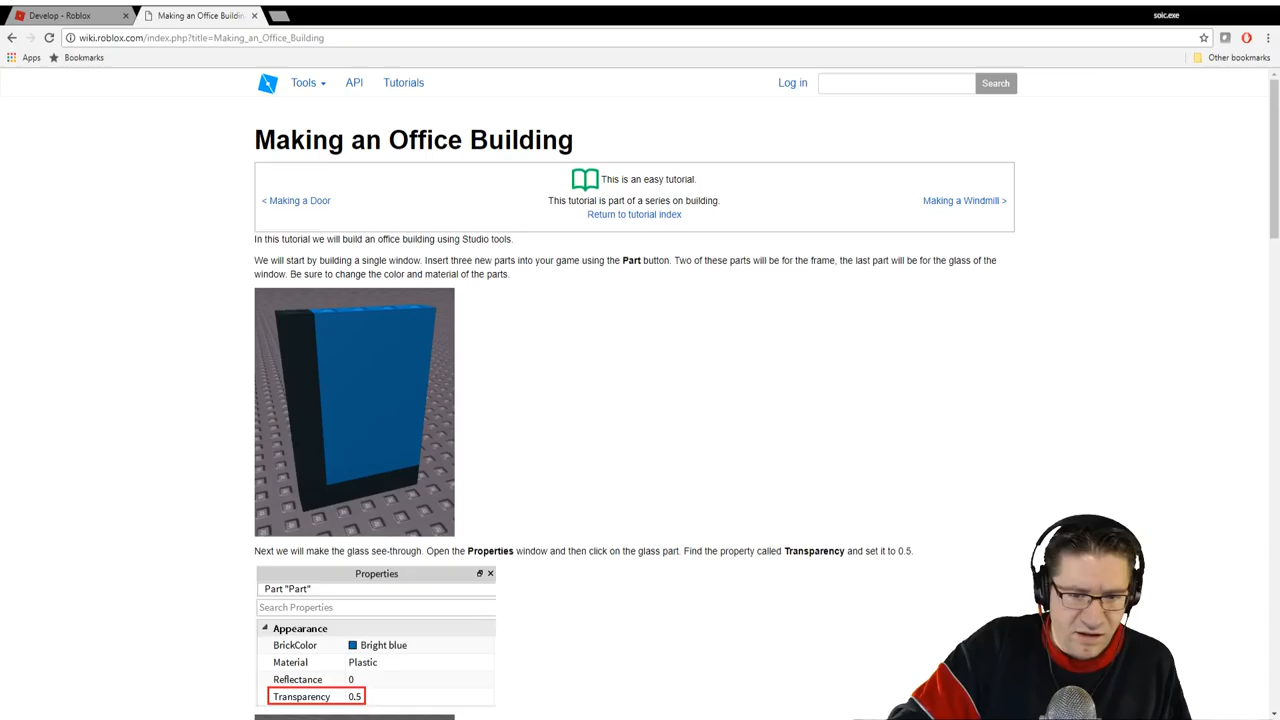 Develop - Roblox
Making an Office Buildin
soic.exe
wiki.roblox.com/index.php?title=Making_an_Office_Building
Apps
Bookmarks
Other bookmarks
Tools
API
Tutorials
Log in
Search
Making an Office Building
This is an easy tutorial.
< Making a Door
This tutorial is part of a series on building.
Making a Windmill >
Return to tutorial index
In this tutorial we will build an office building using Studio tools.
We will start by building a single window. Insert three new parts into your game using the Part button. Two of these parts will be for the frame, the last part will be for the glass of the
window. Be sure to change the color and material of the parts.
Next we will make the glass see-through. Open the Properties window and then click on the glass part. Find the property called Transparency and set it to 0.5.
Properties
Part "Part"
Search Properties
Appearance
BrickColor Bright blue
Material Plastic
Reflectance 0
Transparency 0.5